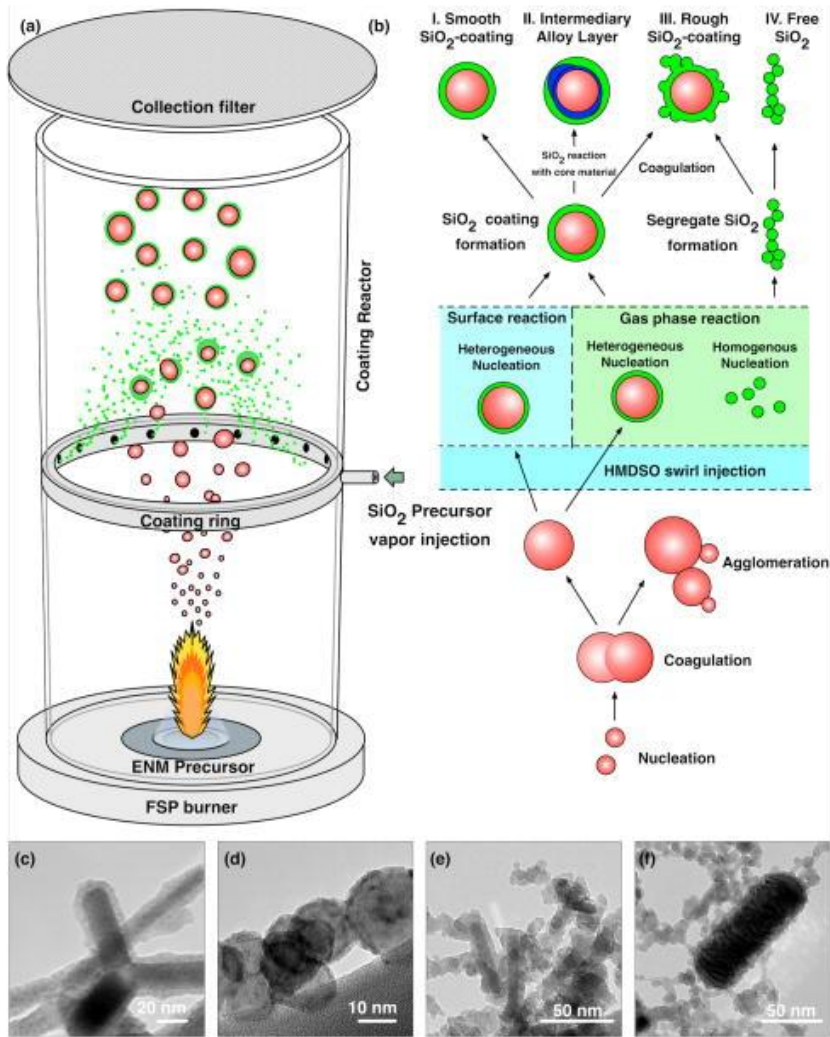 (a)
Collection filter
Coating Reactor
Coating ring
SiO₂ Precursor
vapor injection
ENM Precursor
FSP burner
(b)
I. Smooth
SiO₂-coating
II. Intermediary
Alloy Layer
III. Rough
SiO₂-coating
IV. Free
SiO₂
SiO₂ reaction
with core material
Coagulation
SiO₂ coating
formation
Segregate SiO₂
formation
Surface reaction
Gas phase reaction
Heterogeneous
Nucleation
Heterogeneous
Nucleation
Homogenous
Nucleation
HMDSO swirl injection
Agglomeration
Coagulation
Nucleation
(c)
20 nm
(d)
10 nm
(e)
50 nm
(f)
50 nm